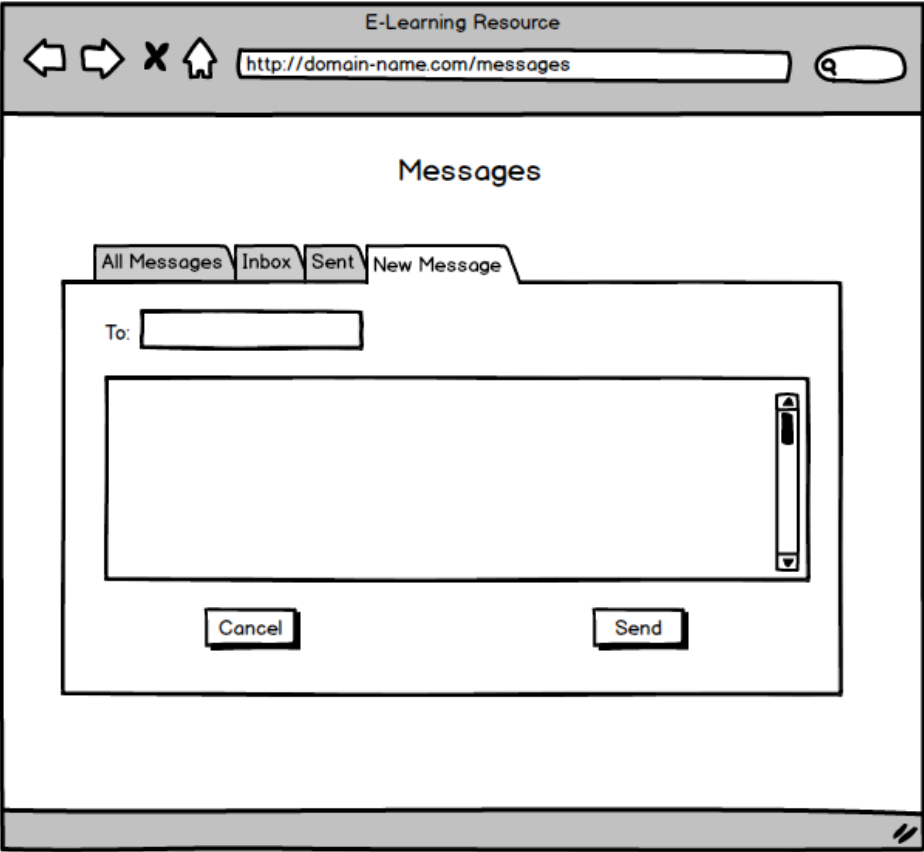 E-Learning Resource
http://domain-name.com/messages
Messages
All Messages Inbox Sent New Message
To:
Cancel Send